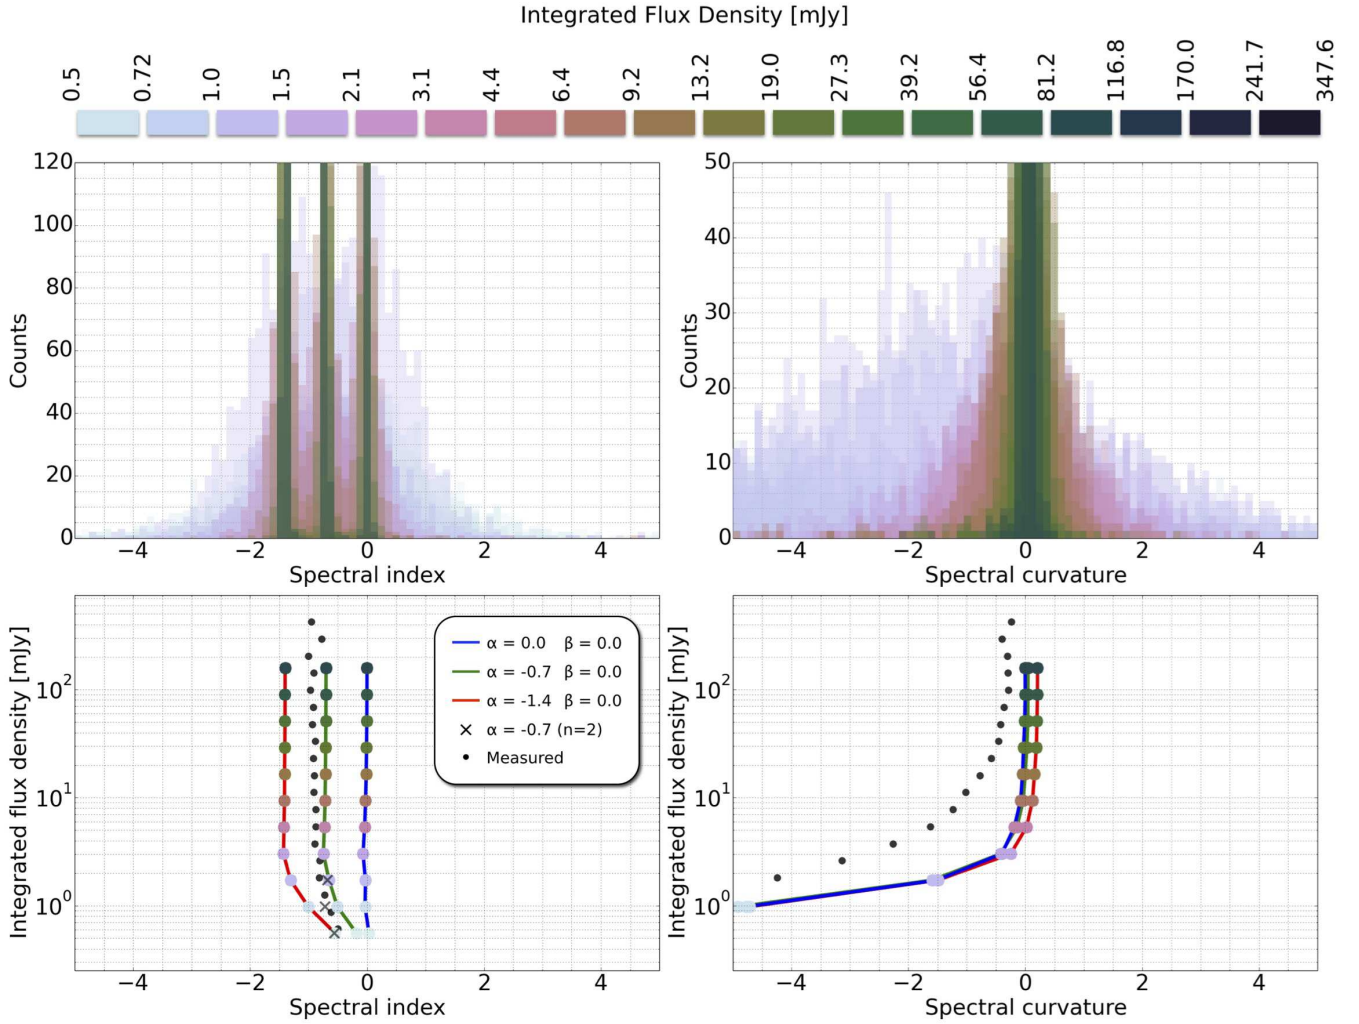 Integrated Flux Density [mJy]
0.5 0.72 1.0 1.5 2.1 3.1 4.4 6.4 9.2 13.2 19.0 27.3 39.2 56.4 81.2 116.8 170.0 241.7 347.6
120
100
80
60
40
20
0
Counts
−4 −2 0 2 4
Spectral index
50
40
30
20
10
0
Counts
−4 −2 0 2 4
Spectral curvature
Integrated flux density [mJy]
10²
10¹
10⁰
α = 0.0 β = 0.0
α = -0.7 β = 0.0
α = -1.4 β = 0.0
α = -0.7 (n=2)
Measured
−4 −2 0 2 4
Spectral index
Integrated flux density [mJy]
10²
10¹
10⁰
−4 −2 0 2 4
Spectral curvature